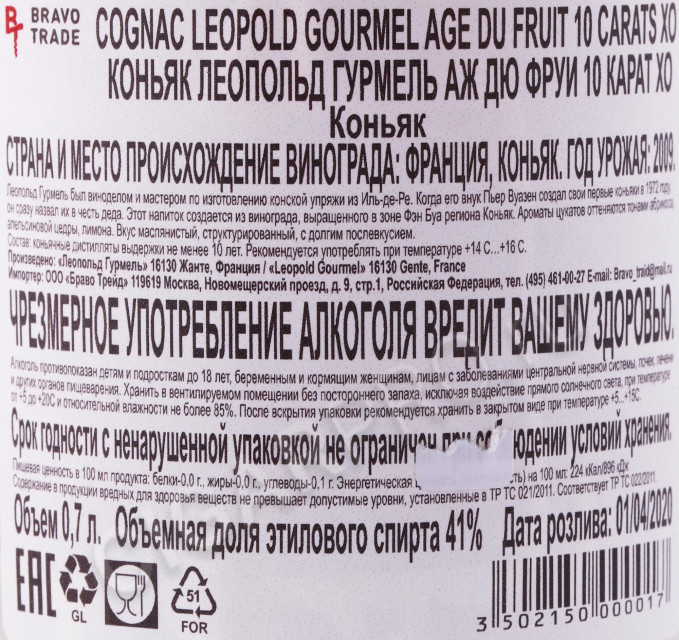 BRAVO
TRADE
COGNAC LEOPOLD GOURMEL AGE DU FRUIT 10 CARATS XO
КОНЬЯК ЛЕОПОЛЬД ГУРМЕЛЬ АЖ ДЮ ФРУИ 10 КАРАТ ХО
Коньяк
СТРАНА И МЕСТО ПРОИСХОЖДЕНИЕ ВИНОГРАДА: ФРАНЦИЯ, КОНЬЯК. ГОД УРОЖАЯ: 2009.
Леопольд Гурмель был виноделом и мастером по изготовлению конской упряжи из Иль-де-Ре. Когда его внук Пьер Вуазен создал свои первые коньяки в 1972 году,
он сразу назвал их в честь деда. Этот напиток создается из винограда, выращенного в зоне Фэн Буа региона Коньяк. Ароматы цукатов оттеняются тонами абрикоса,
апельсиновой цедры, лимона. Вкус маслянистый, структурированный, с долгим послевкусием.
Состав: коньячные дистилляты выдержки не менее 10 лет. Рекомендуется употреблять при температуре +14 С...+16 С.
Произведено: «Леопольд Гурмель» 16130 Жанте, Франция / «Leopold Gourmel» 16130 Gente, France
Импортер: ООО «Браво Трейд» 119619 Москва, Новомещерский проезд, д. 9, стр.1, Российская Федерация, тел. (495) 461-00-27 E-mail: Bravo_traid@mail.ru
ЧРЕЗМЕРНОЕ УПОТРЕБЛЕНИЕ АЛКОГОЛЯ ВРЕДИТ ВАШЕМУ ЗДОРОВЬЮ.
Алкоголь противопоказан детям и подросткам до 18 лет, беременным и кормящим женщинам, лицам с заболеваниями центральной нервной системы, почек, печени
и других органов пищеварения. Хранить в вентилируемом помещении без постороннего запаха, исключая воздействие прямого солнечного света, при температуре
от +5 до +20С и относительной влажности не более 85%. После вскрытия упаковки рекомендуется хранить в закрытом виде при температуре +5...+15С.
Срок годности с ненарушенной упаковкой не ограничен при соблюдении условий хранения.
Пищевая ценность в 100 мл продукта: белки-0.0 г., жиры-0,0 г., углеводы-0,1 г. Энергетическая на 100 мл: 224 кКал/896 кДж
Содержание в продукции вредных для здоровья веществ не превышает допустимые уровни, установленные в ТР ТС 021/2011. Соответствует ТР ТС 022/2011.
Объем 0,7 л. Объемная доля этилового спирта 41% Дата розлива: 01/04/2020
EAC
GL
51
FOR
3 502150 000017